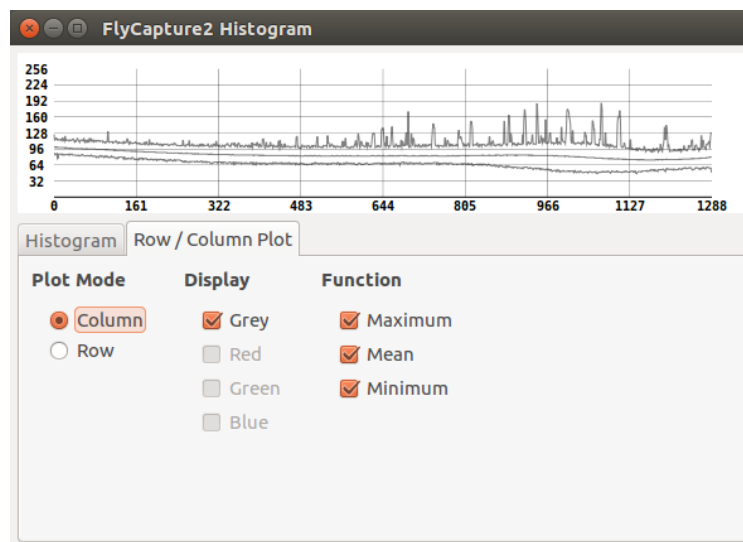 FlyCapture2 Histogram
256
224
192
160
128
96
64
32
0 161 322 483 644 805 966 1127 1288
Histogram Row / Column Plot
Plot Mode Display Function
Column Grey Maximum
Row Red Mean
Green Minimum
Blue